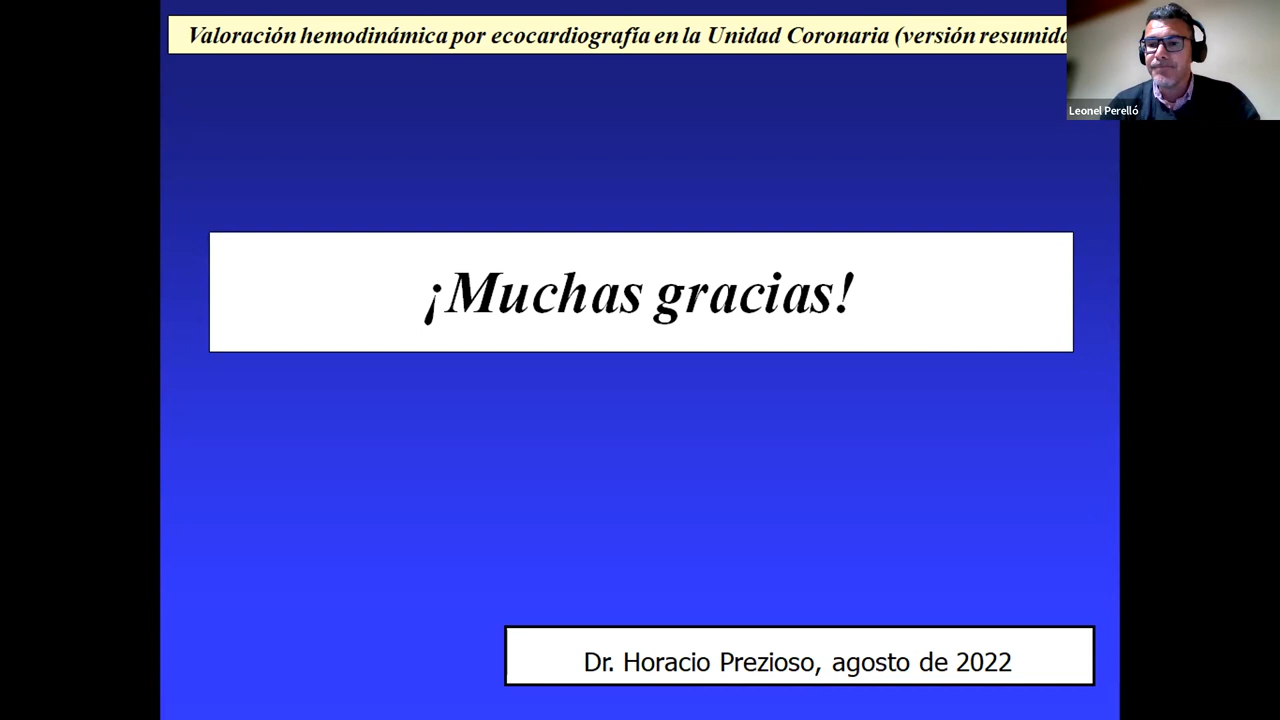 Valoración hemodinámica por ecocardiografía en la Unidad Coronaria (versión resumida
Leonel Perelló
¡Muchas gracias!
Dr. Horacio Prezioso, agosto de 2022